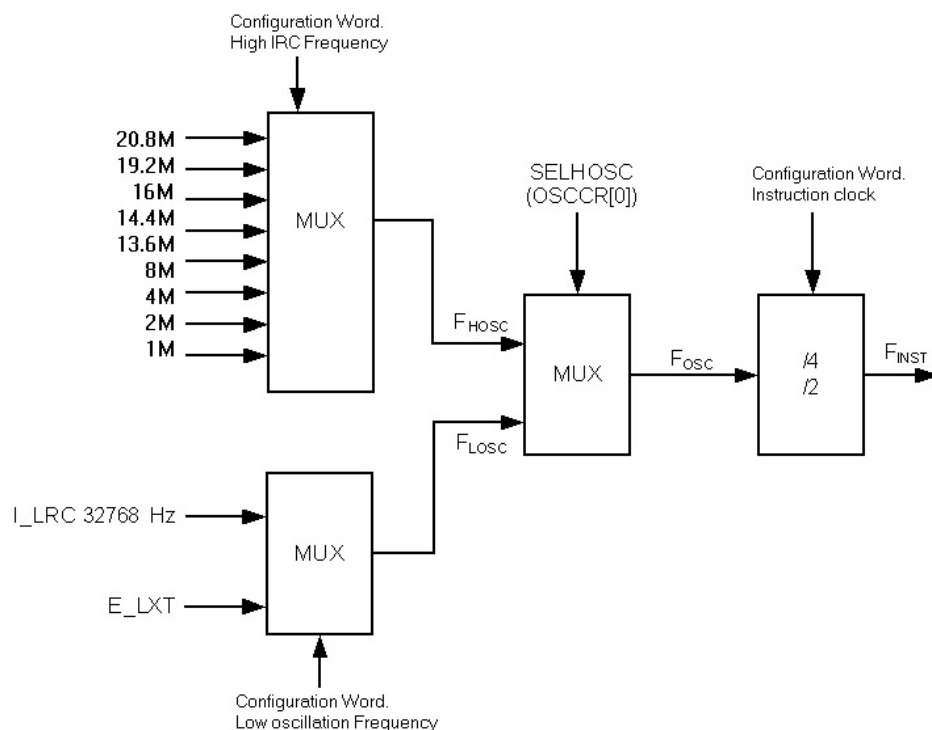 Configuration Word.
High IRC Frequency
20.8M
19.2M
16M
14.4M
13.6M
8M
4M
2M
1M
MUX
SELHOSC
(OSCCR[0])
Configuration Word.
Instruction clock
FHOSC
MUX
FOSC
/4
/2
FINST
FLOSC
I_LRC 32768 Hz
MUX
E_LXT
Configuration Word.
Low oscillation Frequency